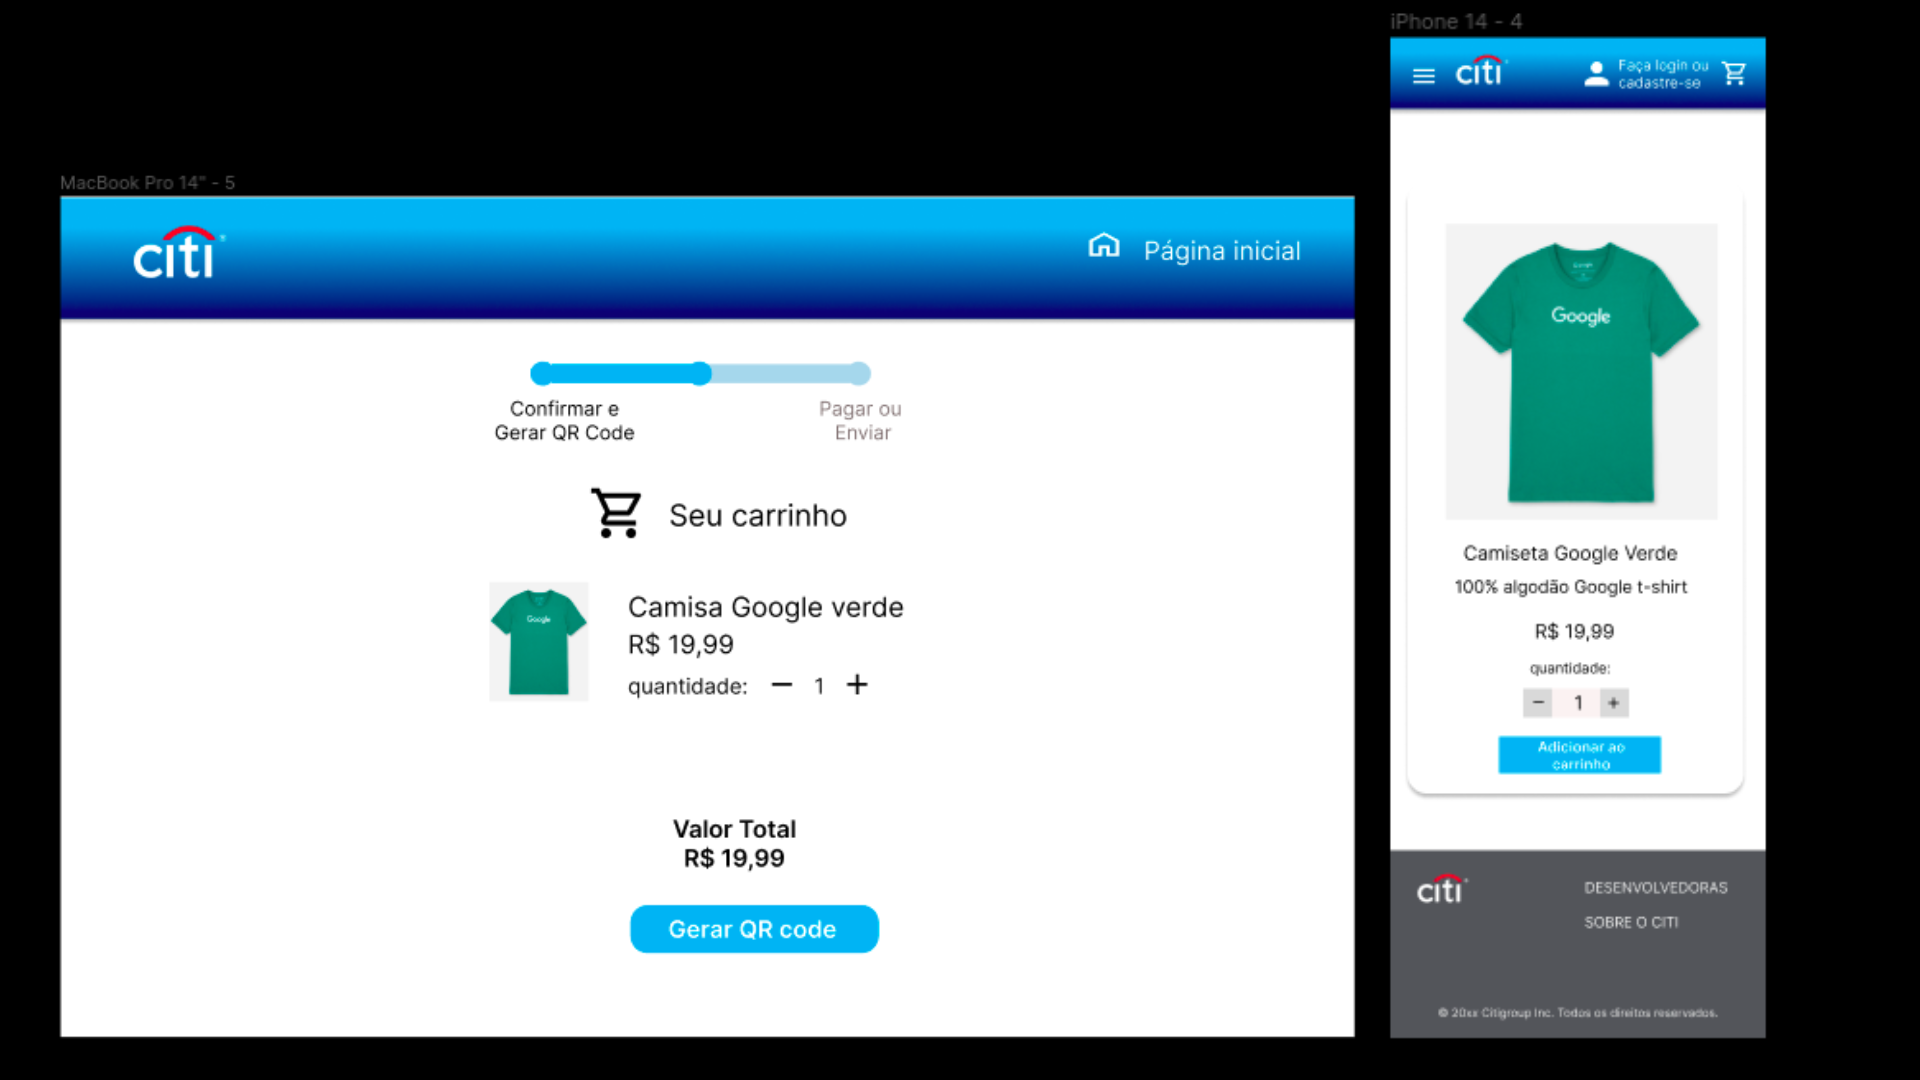 MacBook Pro 14" - 5
citi
Página inicial
Confirmar e
Gerar QR Code
Pagar ou
Enviar
Seu carrinho
Google
Camisa Google verde
R$ 19,99
quantidade: − 1 +
Valor Total
R$ 19,99
Gerar QR code
iPhone 14 - 4
citi
Faça login ou
cadastre-se
Google
Google
Camiseta Google Verde
100% algodão Google t-shirt
R$ 19,99
quantidade:
− 1 +
Adicionar ao
carrinho
citi
DESENVOLVEDORAS
SOBRE O CITI
© 20xx Citigroup Inc. Todos os direitos reservados.